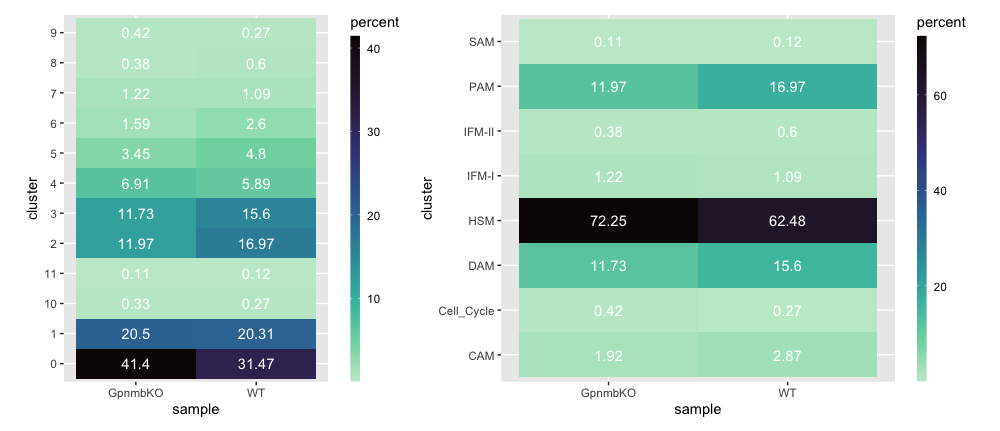 percent
40
30
20
10
cluster
9 0.42 0.27
8 0.38 0.6
7 1.22 1.09
6 1.59 2.6
5 3.45 4.8
4 6.91 5.89
3 11.73 15.6
2 11.97 16.97
11 0.11 0.12
10 0.33 0.27
1 20.5 20.31
0 41.4 31.47
GpnmbKO WT
sample
percent
60
40
20
cluster
SAM 0.11 0.12
PAM 11.97 16.97
IFM-II 0.38 0.6
IFM-I 1.22 1.09
HSM 72.25 62.48
DAM 11.73 15.6
Cell_Cycle 0.42 0.27
CAM 1.92 2.87
GpnmbKO WT
sample